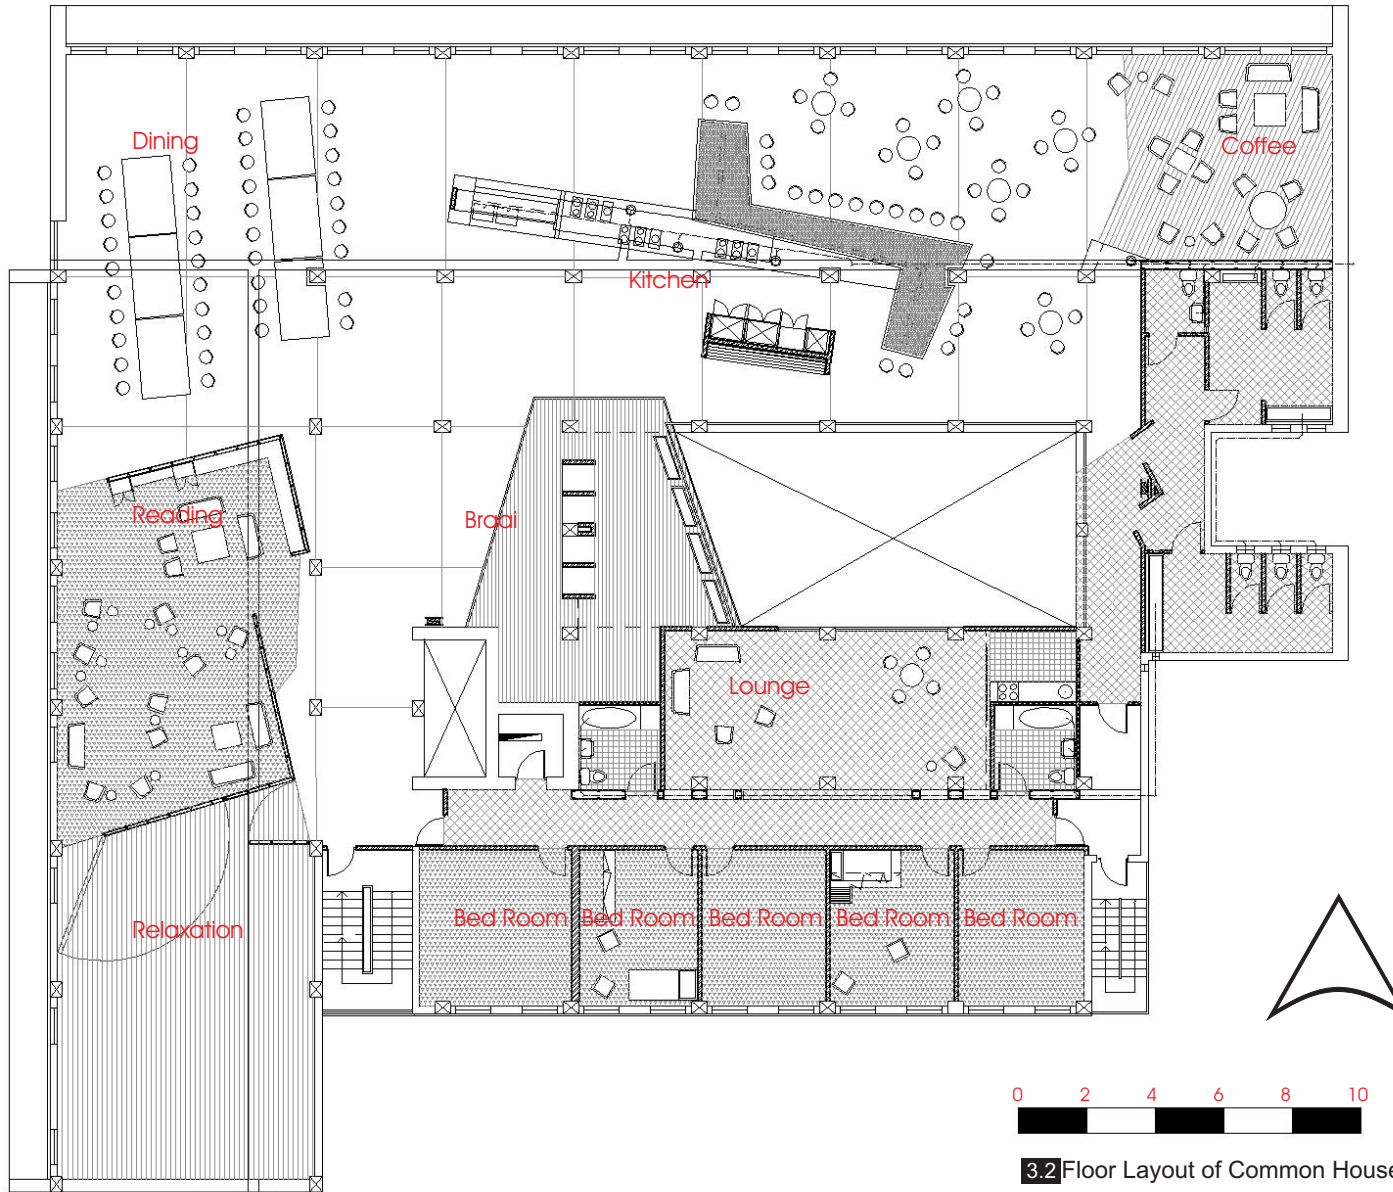 Dining
Coffee
Kitchen
Reading
Braai
Lounge
Relaxation
Bed Room
Bed Room
Bed Room
Bed Room
Bed Room
0 2 4 6 8 10
3.2 Floor Layout of Common House